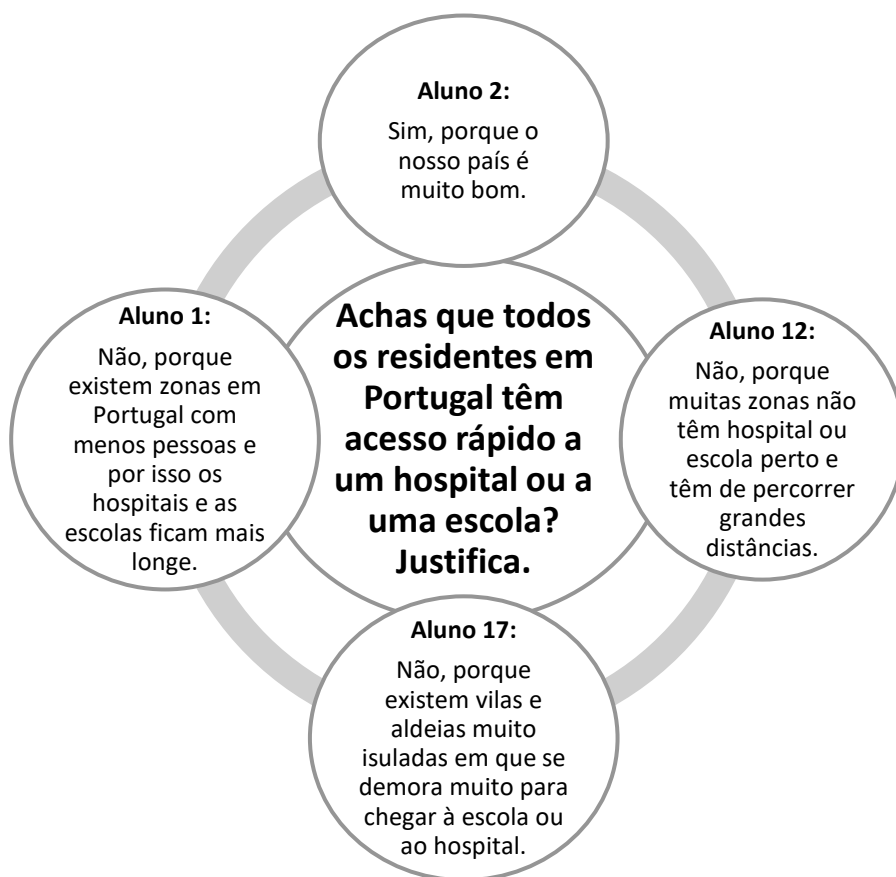 Aluno 2:
Sim, porque o
nosso país é
muito bom.
Aluno 1:
Não, porque
existem zonas em
Portugal com
menos pessoas e
por isso os
hospitais e as
escolas ficam mais
longe.
Achas que todos
os residentes em
Portugal têm
acesso rápido a
um hospital ou a
uma escola?
Justifica.
Aluno 12:
Não, porque
muitas zonas não
têm hospital ou
escola perto e
têm de percorrer
grandes
distâncias.
Aluno 17:
Não, porque
existem vilas e
aldeias muito
isuladas em que se
demora muito para
chegar à escola ou
ao hospital.